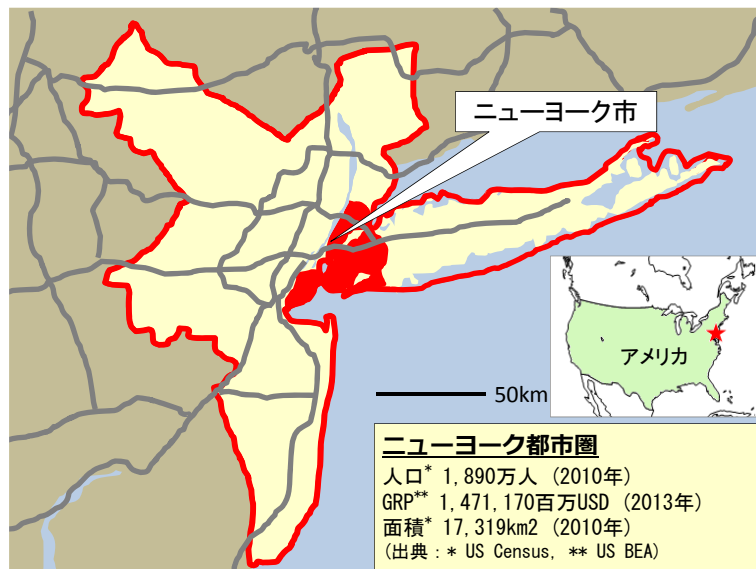 ニューヨーク市
アメリカ
50km
ニューヨーク都市圏
人口* 1,890万人 (2010年)
GRP** 1,471,170百万USD (2013年)
面積* 17,319km2 (2010年)
(出典：* US Census, ** US BEA)